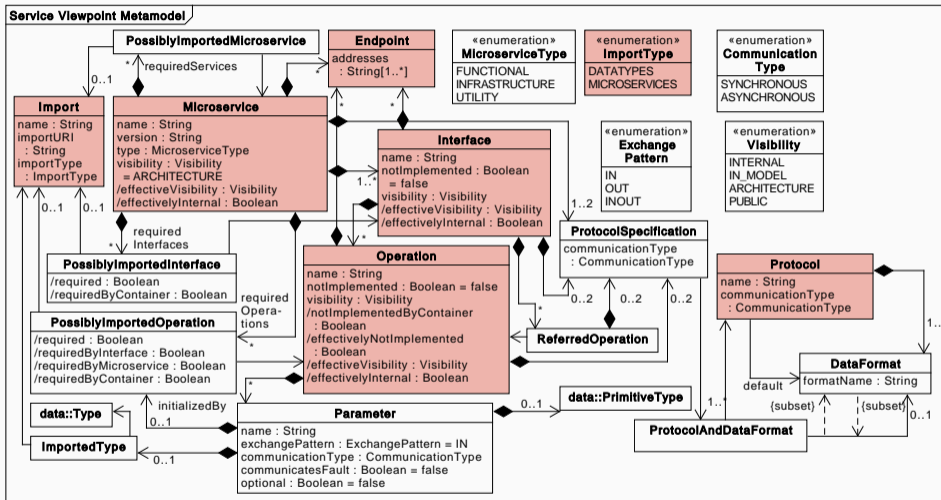 Service Viewpoint Metamodel
PossiblyImportedMicroservice
0..1
*
requiredServices
Endpoint
addresses
: String[1..*]
*
«enumeration»
MicroserviceType
FUNCTIONAL
INFRASTRUCTURE
UTILITY
«enumeration»
ImportType
DATATYPES
MICROSERVICES
«enumeration»
Communication
Type
SYNCHRONOUS
ASYNCHRONOUS
Import
name : String
importURI
: String
importType
: ImportType
Microservice
name : String
version : String
type : MicroserviceType
visibility : Visibility
= ARCHITECTURE
/effectiveVisibility : Visibility
/effectivelyInternal : Boolean
*
*
1..*
Interface
name : String
notImplemented : Boolean
= false
visibility : Visibility
/effectiveVisibility : Visibility
/effectivelyInternal : Boolean
«enumeration»
Exchange
Pattern
IN
OUT
INOUT
«enumeration»
Visibility
INTERNAL
IN_MODEL
ARCHITECTURE
PUBLIC
0..1
0..1
*
required
Interfaces
1..2
PossiblyImportedInterface
/required : Boolean
/requiredByContainer : Boolean
*
Operation
name : String
notImplemented : Boolean = false
visibility : Visibility
/notImplementedByContainer
: Boolean
/effectivelyNotImplemented
: Boolean
/effectiveVisibility : Visibility
/effectivelyInternal : Boolean
ProtocolSpecification
communicationType
: CommunicationType
0..2
0..2
0..2
Protocol
name : String
communicationType
: CommunicationType
required
Opera-
tions
*
PossiblyImportedOperation
/required : Boolean
/requiredByInterface : Boolean
/requiredByMicroservice : Boolean
/requiredByContainer : Boolean
*
ReferredOperation
1..
default
DataFormat
formatName : String
{subset}
{subset}
0..1
1..*
ProtocolAndDataFormat
*
initializedBy
0..1
data::Type
ImportedType
0..1
Parameter
name : String
exchangePattern : ExchangePattern = IN
communicationType : CommunicationType
communicatesFault : Boolean = false
optional : Boolean = false
0..1
data::PrimitiveType